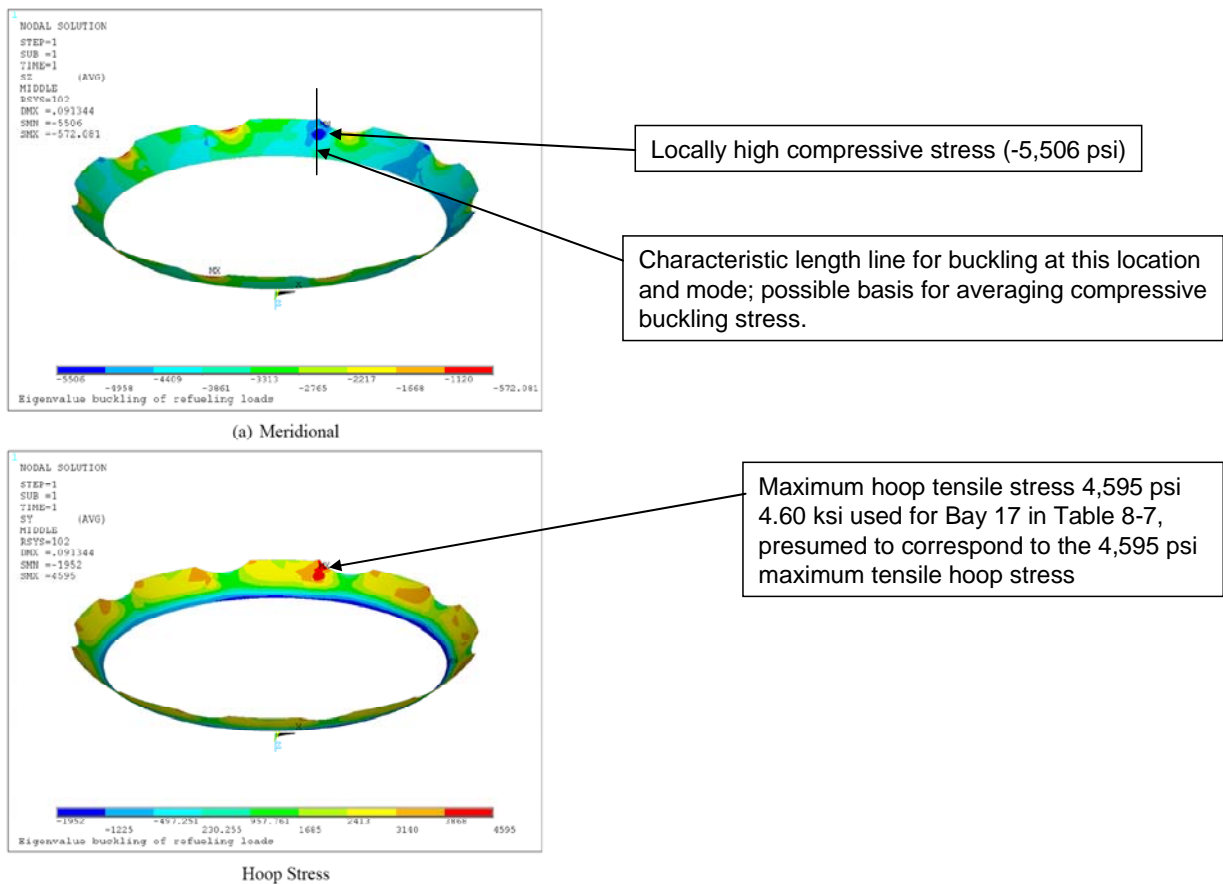 1
NODAL SOLUTION
STEP=1
SUB =1
TIME=1
SZ (AVG)
MIDDLE
RSYS=102
DMX =.091344
SMN =-5506
SMX =-572.081
MX
X
-5506 -4409 -3313 -2217 -1120
-4958 -3861 -2765 -1668 -572.081
Eigenvalue buckling of refueling loads
(a) Meridional
Locally high compressive stress (-5,506 psi)
Characteristic length line for buckling at this location
and mode; possible basis for averaging compressive
buckling stress.
1
NODAL SOLUTION
STEP=1
SUB =1
TIME=1
SY (AVG)
MIDDLE
RSYS=102
DMX =.091344
SMN =-1952
SMX =4595
-1952 -497.251 957.761 2413 3868
-1225 230.255 1685 3140 4595
Eigenvalue buckling of refueling loads
Hoop Stress
Maximum hoop tensile stress 4,595 psi
4.60 ksi used for Bay 17 in Table 8-7,
presumed to correspond to the 4,595 psi
maximum tensile hoop stress